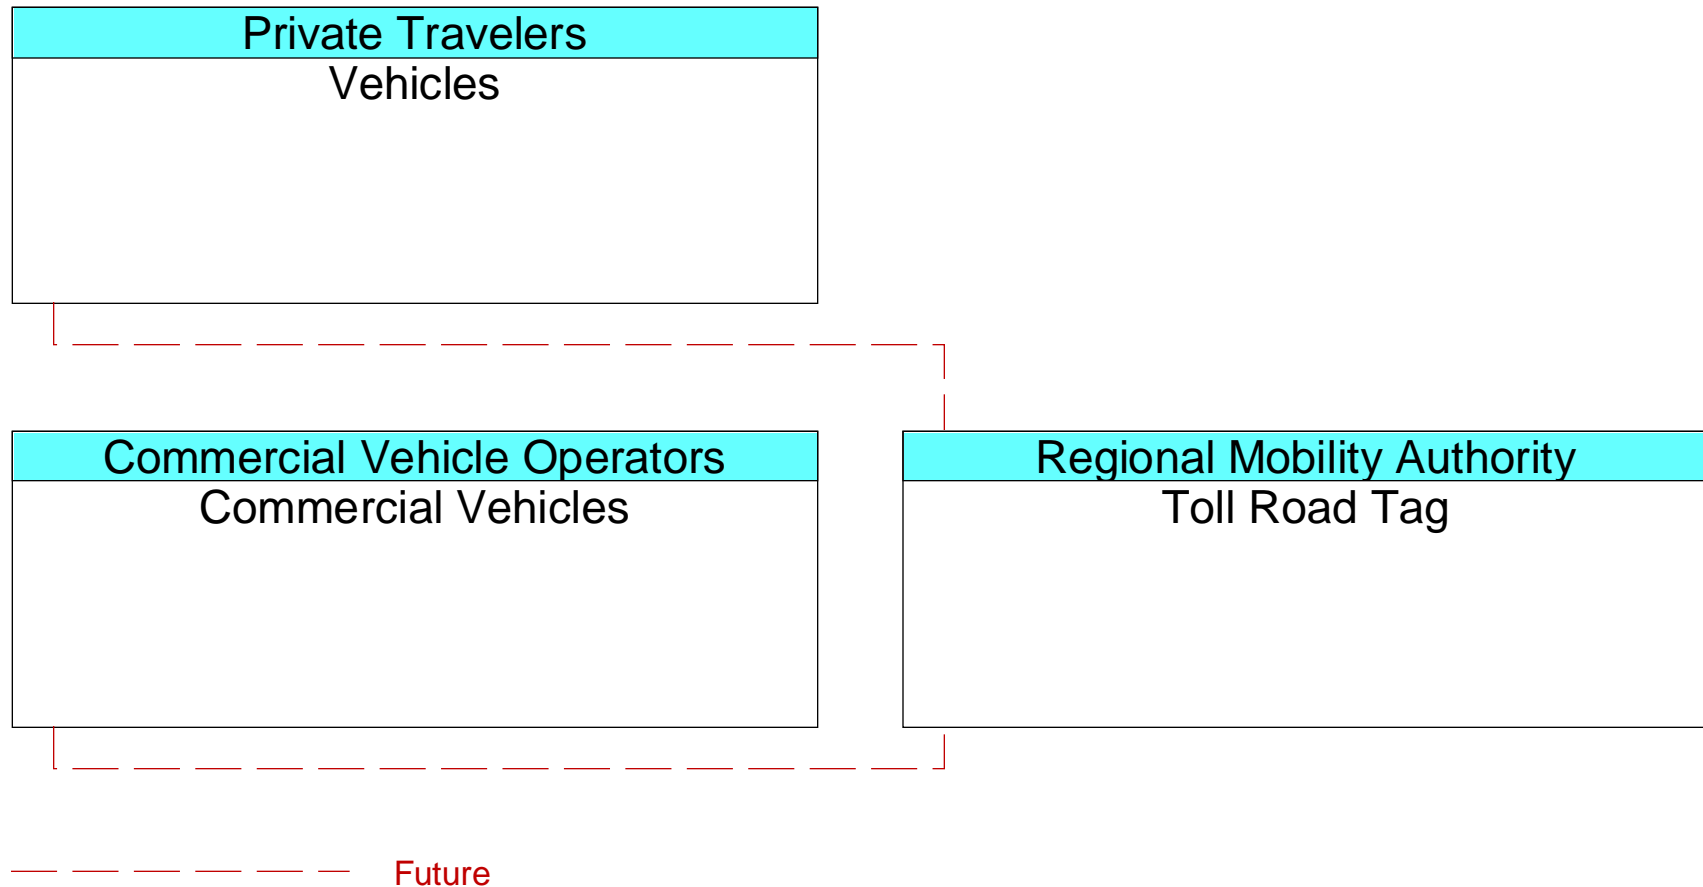 Private Travelers
Vehicles
Commercial Vehicle Operators
Commercial Vehicles
Regional Mobility Authority
Toll Road Tag
Future